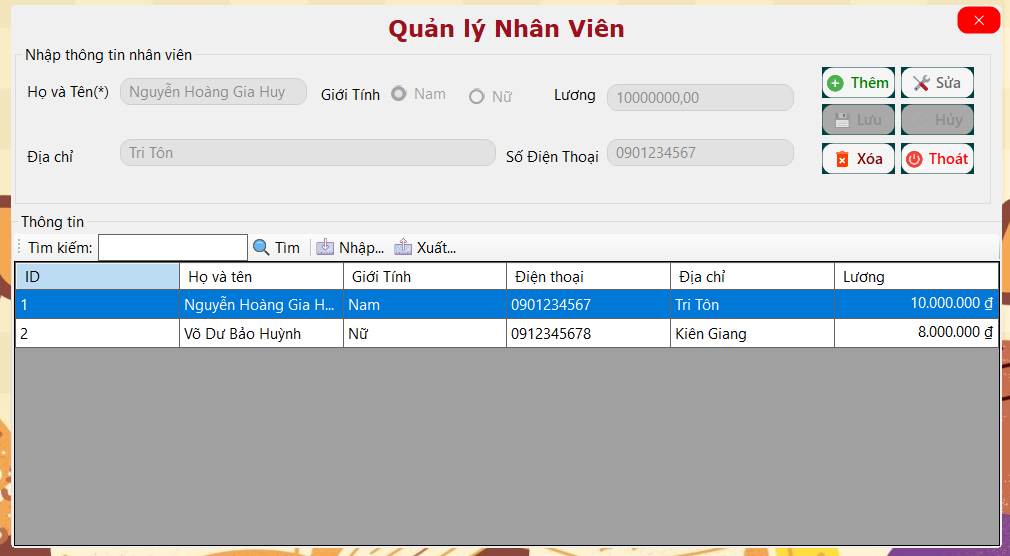 Quản lý Nhân Viên
Nhập thông tin nhân viên
Họ và Tên(*) Nguyễn Hoàng Gia Huy Giới Tính Nam Nữ Lương 10000000,00
Thêm Sửa
Lưu Hủy
Địa chỉ Tri Tôn Số Điện Thoại 0901234567
Xóa Thoát
Thông tin
Tìm kiếm: Tìm Nhập... Xuất...
ID Họ và tên Giới Tính Điện thoại Địa chỉ Lương
1 Nguyễn Hoàng Gia H... Nam 0901234567 Tri Tôn 10.000.000 ₫
2 Võ Dư Bảo Huỳnh Nữ 0912345678 Kiên Giang 8.000.000 ₫